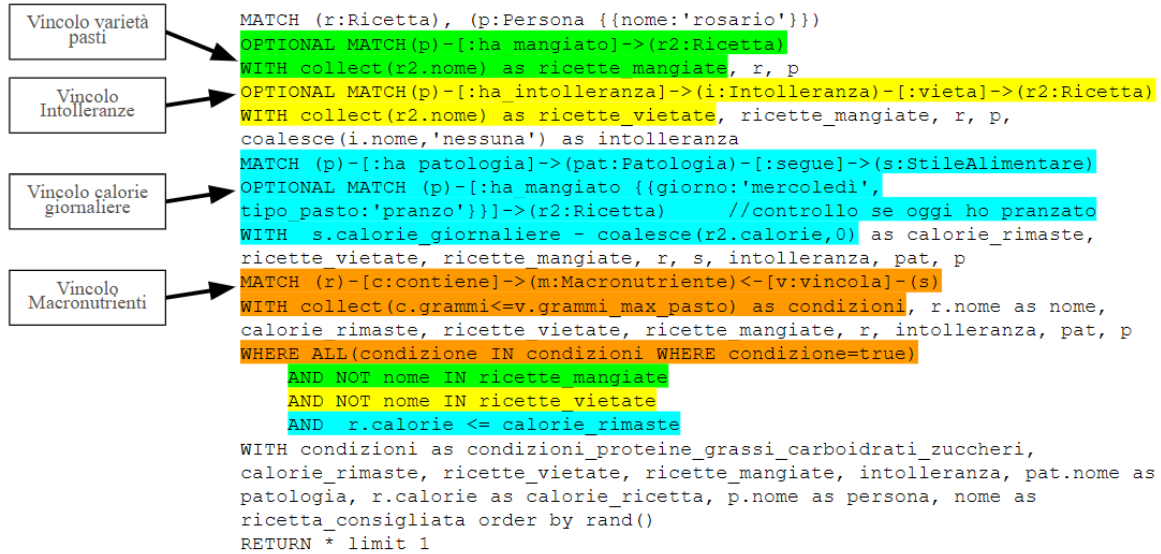 Vincolo varietà
pasti
Vincolo
Intolleranze
Vincolo calorie
giornaliere
Vincolo
Macronutrienti
MATCH (r:Ricetta), (p:Persona {{nome:'rosario'}})
OPTIONAL MATCH(p)-[:ha_mangiato]->(r2:Ricetta)
WITH collect(r2.nome) as ricette_mangiate, r, p
OPTIONAL MATCH(p)-[:ha_intolleranza]->(i:Intolleranza)-[:vieta]->(r2:Ricetta)
WITH collect(r2.nome) as ricette_vietate, ricette_mangiate, r, p,
coalesce(i.nome,'nessuna') as intolleranza
MATCH (p)-[:ha_patologia]->(pat:Patologia)-[:segue]->(s:StileAlimentare)
OPTIONAL MATCH (p)-[:ha_mangiato {{giorno:'mercoledì',
tipo_pasto:'pranzo'}}]->(r2:Ricetta)     //controllo se oggi ho pranzato
WITH  s.calorie_giornaliere - coalesce(r2.calorie,0) as calorie_rimaste,
ricette_vietate, ricette_mangiate, r, s, intolleranza, pat, p
MATCH (r)-[c:contiene]->(m:Macronutriente)<-[v:vincola]-(s)
WITH collect(c.grammi<=v.grammi_max_pasto) as condizioni, r.nome as nome,
calorie_rimaste, ricette_vietate, ricette_mangiate, r, intolleranza, pat, p
WHERE ALL(condizione IN condizioni WHERE condizione=true)
AND NOT nome IN ricette_mangiate
AND NOT nome IN ricette_vietate
AND  r.calorie <= calorie_rimaste
WITH condizioni as condizioni_proteine_grassi_carboidrati_zuccheri,
calorie_rimaste, ricette_vietate, ricette_mangiate, intolleranza, pat.nome as
patologia, r.calorie as calorie_ricetta, p.nome as persona, nome as
ricetta_consigliata order by rand()
RETURN * limit 1